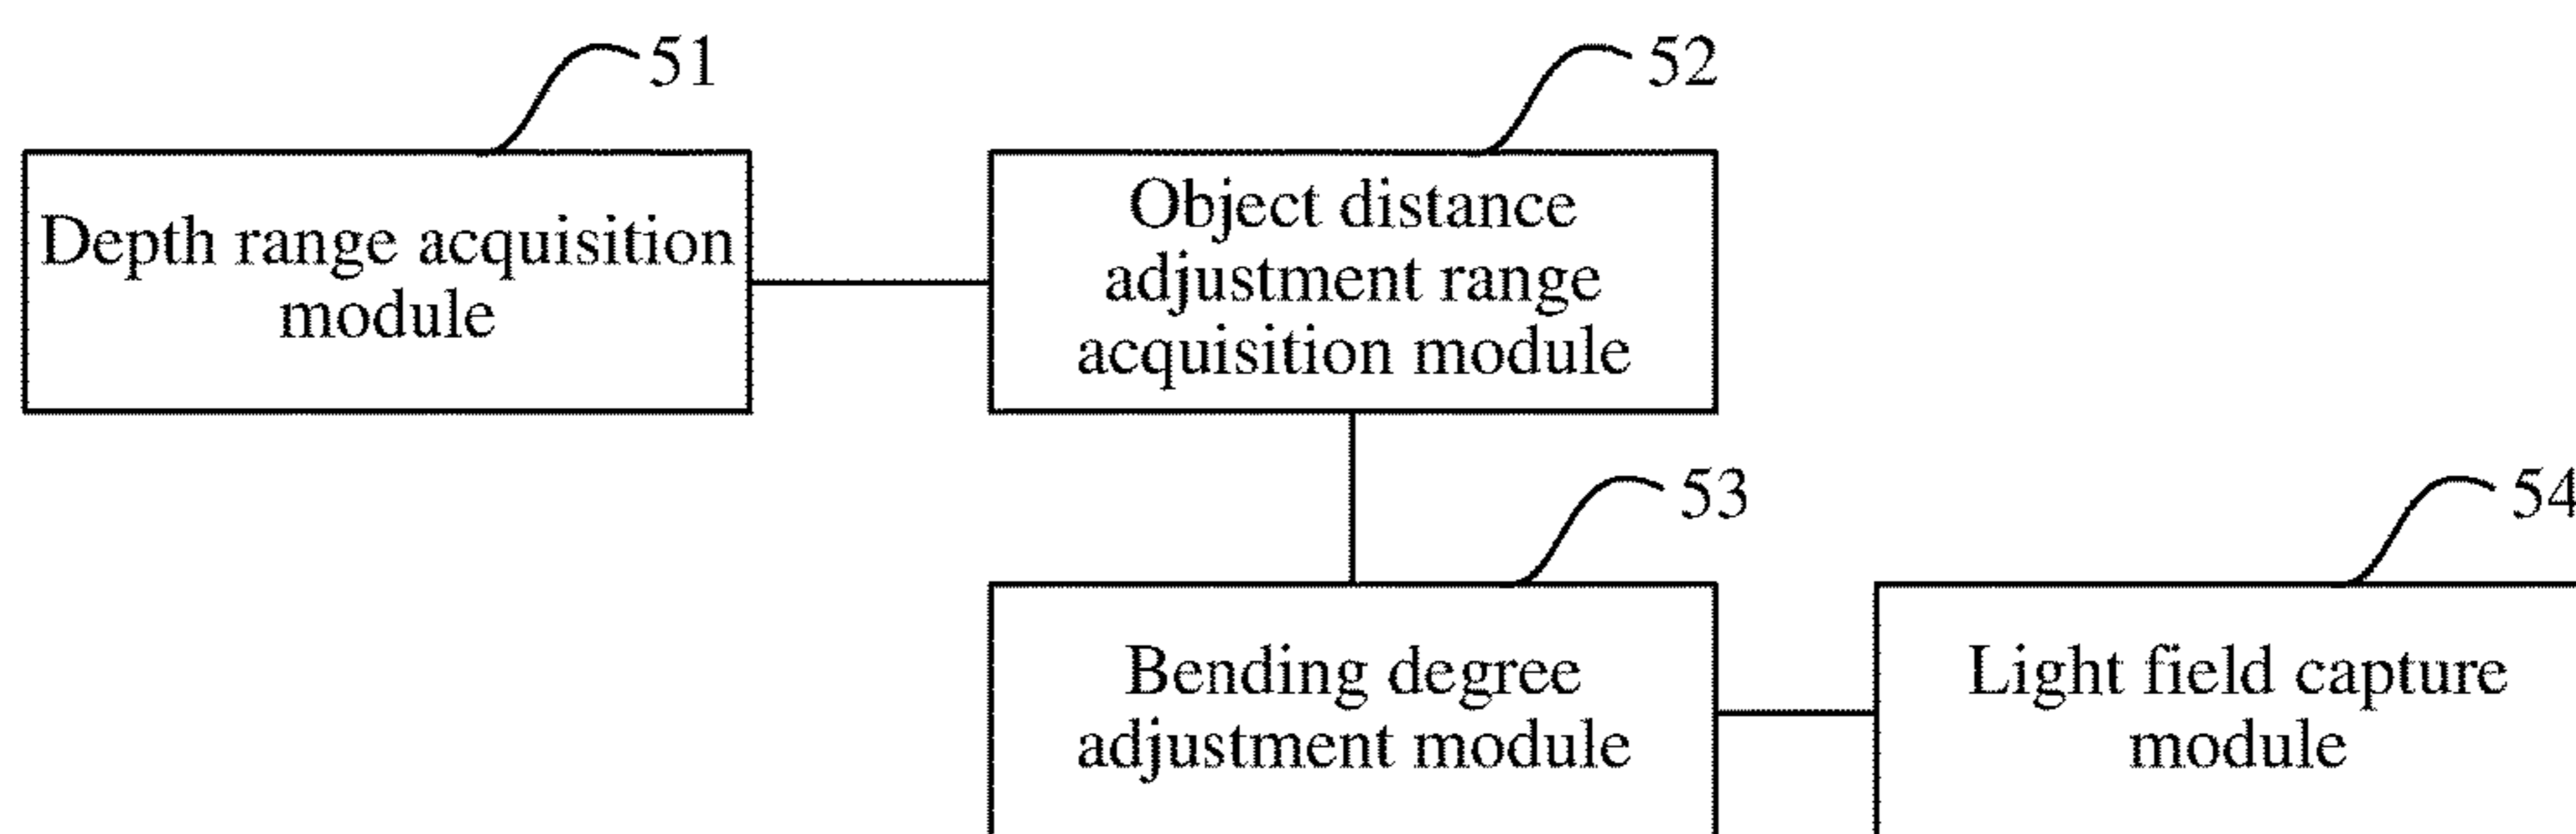 51
52
Depth range acquisition
module
Object distance
adjustment range
acquisition module
53
54
Bending degree
adjustment module
Light field capture
module